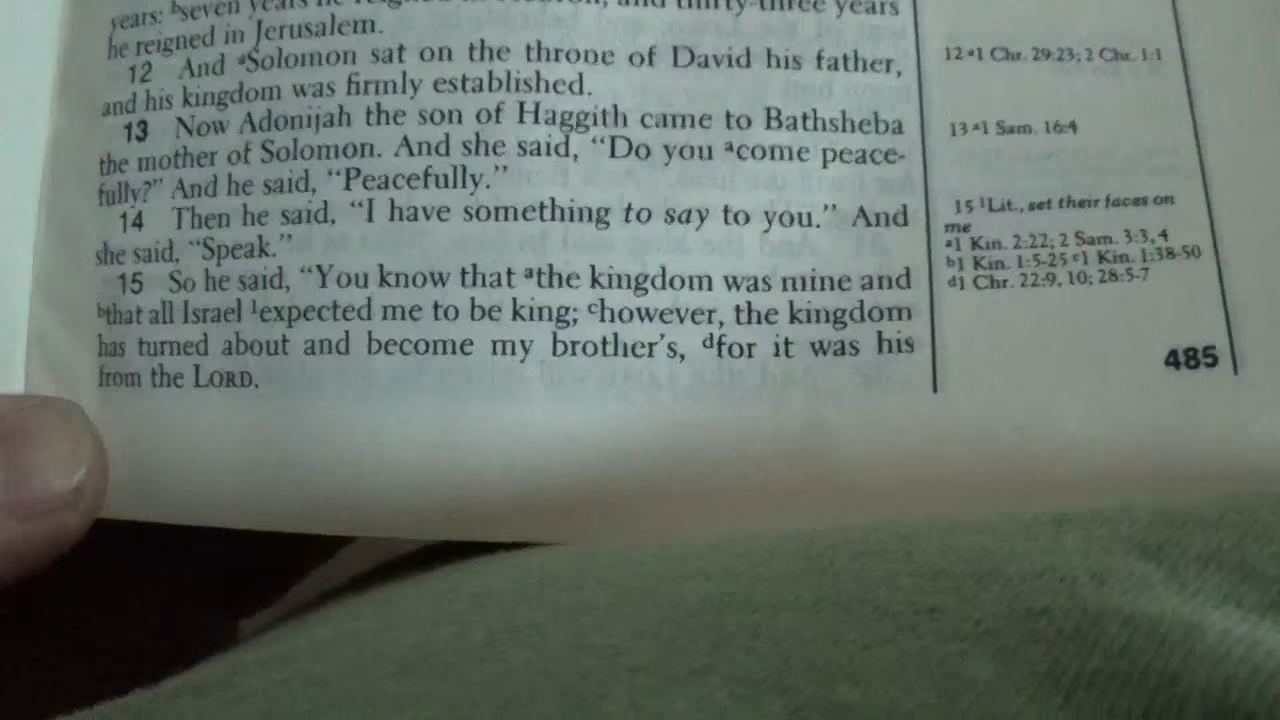 years: ᵇseven years he reigned in and thirty-three years
he reigned in Jerusalem.
12 And ᵃSolomon sat on the throne of David his father,
and his kingdom was firmly established.
13 Now Adonijah the son of Haggith came to Bathsheba
the mother of Solomon. And she said, “Do you ᵃcome peace-
fully?” And he said, “Peacefully.”
14 Then he said, “I have something to say to you.” And
she said, “Speak.”
15 So he said, “You know that ᵃthe kingdom was mine and
ᵇthat all Israel ¹expected me to be king; ᶜhowever, the kingdom
has turned about and become my brother’s, ᵈfor it was his
from the LORD.
12 ᵃ1 Chr. 29:23; 2 Chr. 1:1
13 ᵃ1 Sam. 16:4
15 ¹Lit., set their faces on
me
ᵃ1 Kin. 2:22; 2 Sam. 3:3, 4
ᵇ1 Kin. 1:5-25 ᶜ1 Kin. 1:38-50
ᵈ1 Chr. 22:9, 10; 28:5-7
485